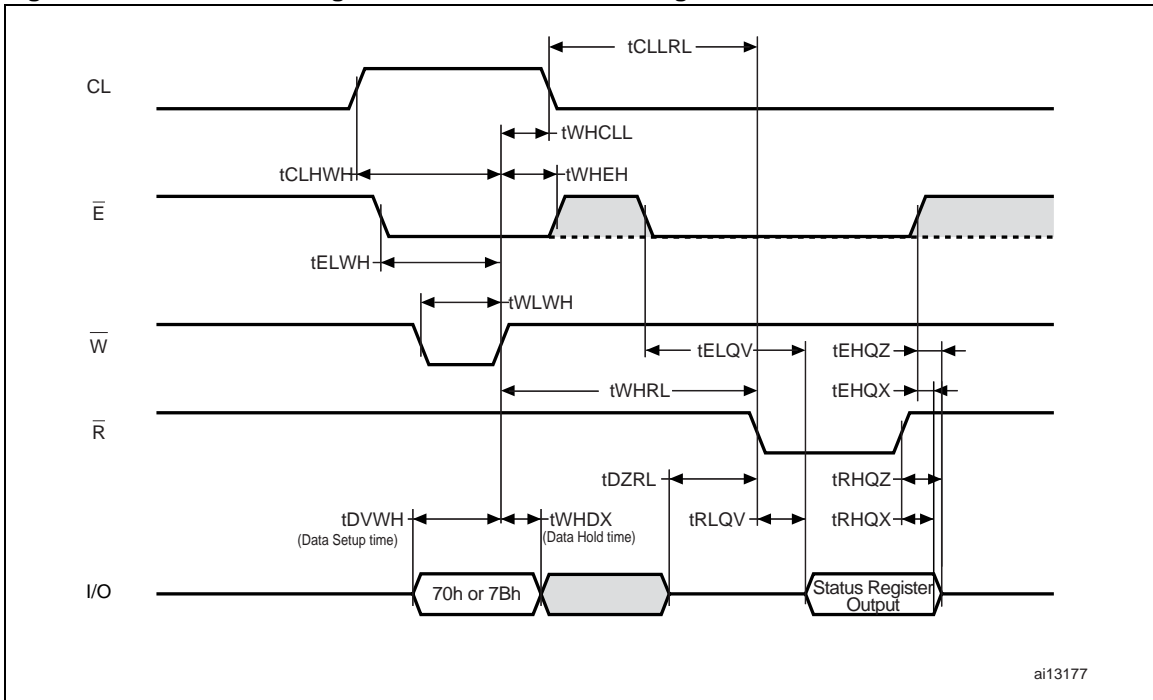 tCLLRL
CL
tWHCLL
tCLHWH
tWHEH
E
tELWH
tWLWH
W
tELQV
tEHQZ
tWHRL
tEHQX
R
tDZRL
tRHQZ
tDVWH
tWHDX
tRLQV
tRHQX
(Data Setup time)
(Data Hold time)
I/O
70h or 7Bh
Status Register
Output
ai13177